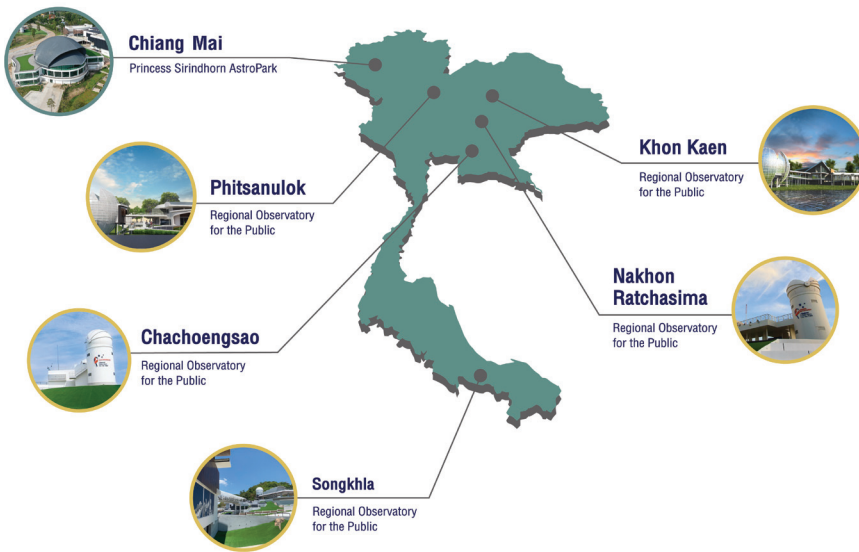 Chiang Mai
Princess Sirindhorn AstroPark
Khon Kaen
Regional Observatory
for the Public
Phitsanulok
Regional Observatory
for the Public
Nakhon
Ratchasima
Regional Observatory
for the Public
Chachoengsao
Regional Observatory
for the Public
Songkhla
Regional Observatory
for the Public